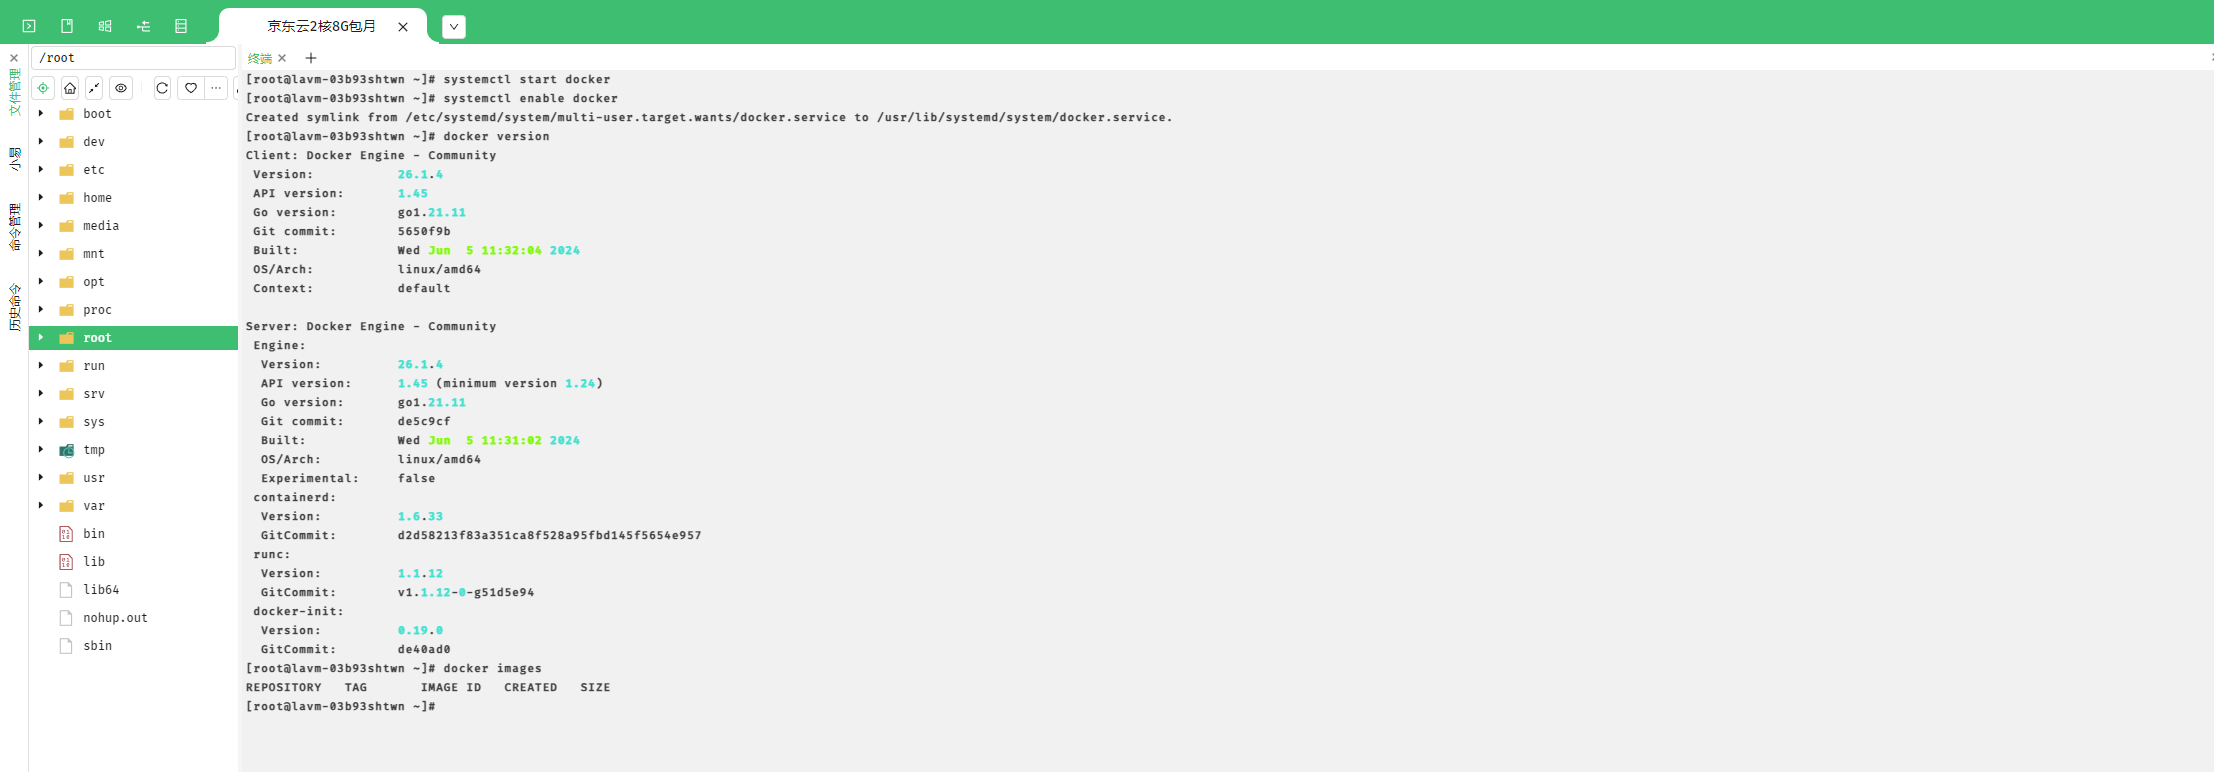 京东云2核8G包月
/root
终端
文件管理
小易
命令管理
历史命令
boot
dev
etc
home
media
mnt
opt
proc
root
run
srv
sys
tmp
usr
var
bin
lib
lib64
nohup.out
sbin
[root@lavm-03b93shtwn ~]# systemctl start docker
[root@lavm-03b93shtwn ~]# systemctl enable docker
Created symlink from /etc/systemd/system/multi-user.target.wants/docker.service to /usr/lib/systemd/system/docker.service.
[root@lavm-03b93shtwn ~]# docker version
Client: Docker Engine - Community
Version: 26.1.4
API version: 1.45
Go version: go1.21.11
Git commit: 5650f9b
Built: Wed Jun  5 11:32:04 2024
OS/Arch: linux/amd64
Context: default
Server: Docker Engine - Community
Engine:
Version: 26.1.4
API version: 1.45 (minimum version 1.24)
Go version: go1.21.11
Git commit: de5c9cf
Built: Wed Jun  5 11:31:02 2024
OS/Arch: linux/amd64
Experimental: false
containerd:
Version: 1.6.33
GitCommit: d2d58213f83a351ca8f528a95fbd145f5654e957
runc:
Version: 1.1.12
GitCommit: v1.1.12-0-g51d5e94
docker-init:
Version: 0.19.0
GitCommit: de40ad0
[root@lavm-03b93shtwn ~]# docker images
REPOSITORY   TAG       IMAGE ID   CREATED   SIZE
[root@lavm-03b93shtwn ~]#